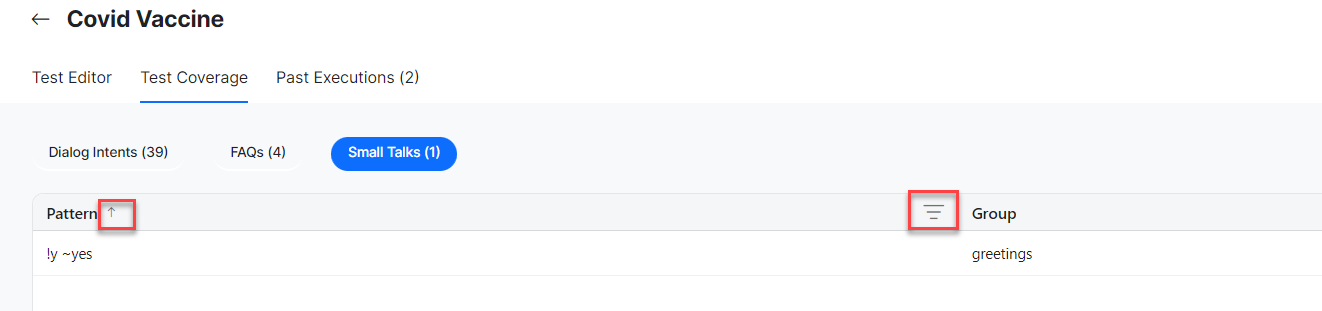 Covid Vaccine
Test Editor Test Coverage Past Executions (2)
Dialog Intents (39) FAQs (4) Small Talks (1)
Pattern Group
!y ~yes greetings